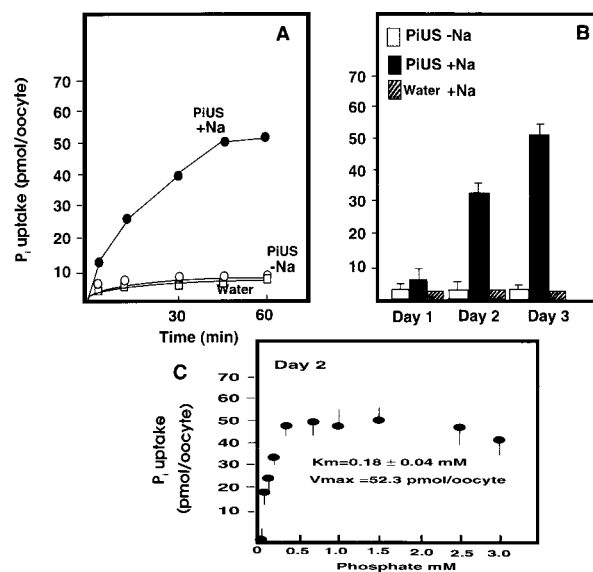 A
Pi uptake (pmol/oocyte)
70
60
50
40
30
20
10
PiUS
+Na
PiUS
-Na
Water
30
60
Time (min)
B
PiUS -Na
PiUS +Na
Water +Na
70
60
50
40
30
20
10
Day 1 Day 2 Day 3
C
Day 2
Pi uptake
(pmol/oocyte)
70
60
50
40
30
20
10
Km=0.18 ± 0.04 mM
Vmax =52.3 pmol/oocyte
0 0.5 1.0 1.5 2.0 2.5 3.0
Phosphate mM